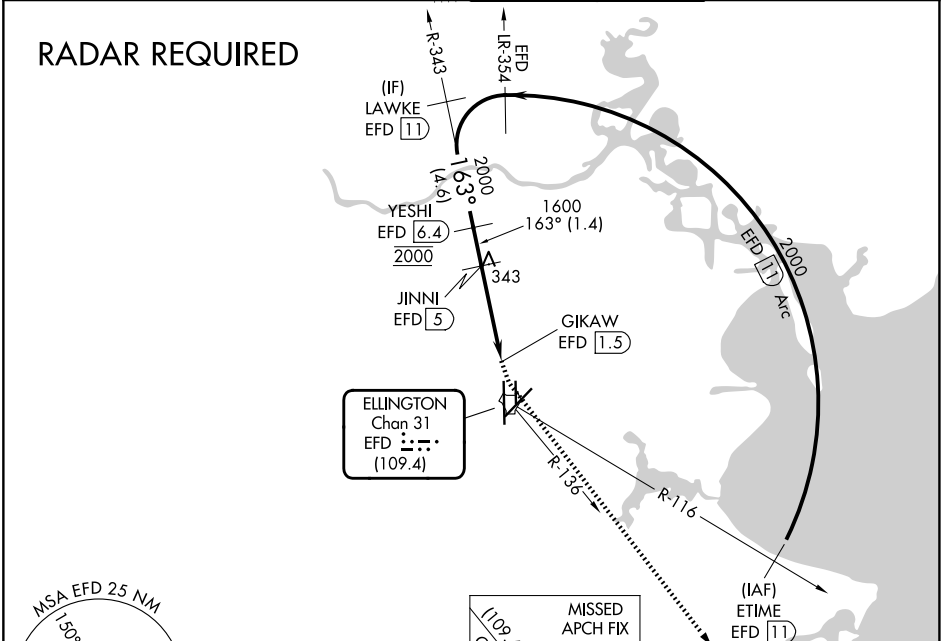 RADAR REQUIRED
R-343
EFD
LR-354
(IF)
LAWKE
EFD 11
2000
163°
(4.6)
YESHI
EFD 6.4
2000
1600
163° (1.4)
343
JINNI
EFD 5
GIKAW
EFD 1.5
2000
EFD 11 Arc
ELLINGTON
Chan 31
EFD
(109.4)
R-136
R-116
(IAF)
ETIME
EFD 11
MSA EFD 25 NM
150°
MISSED
APCH FIX